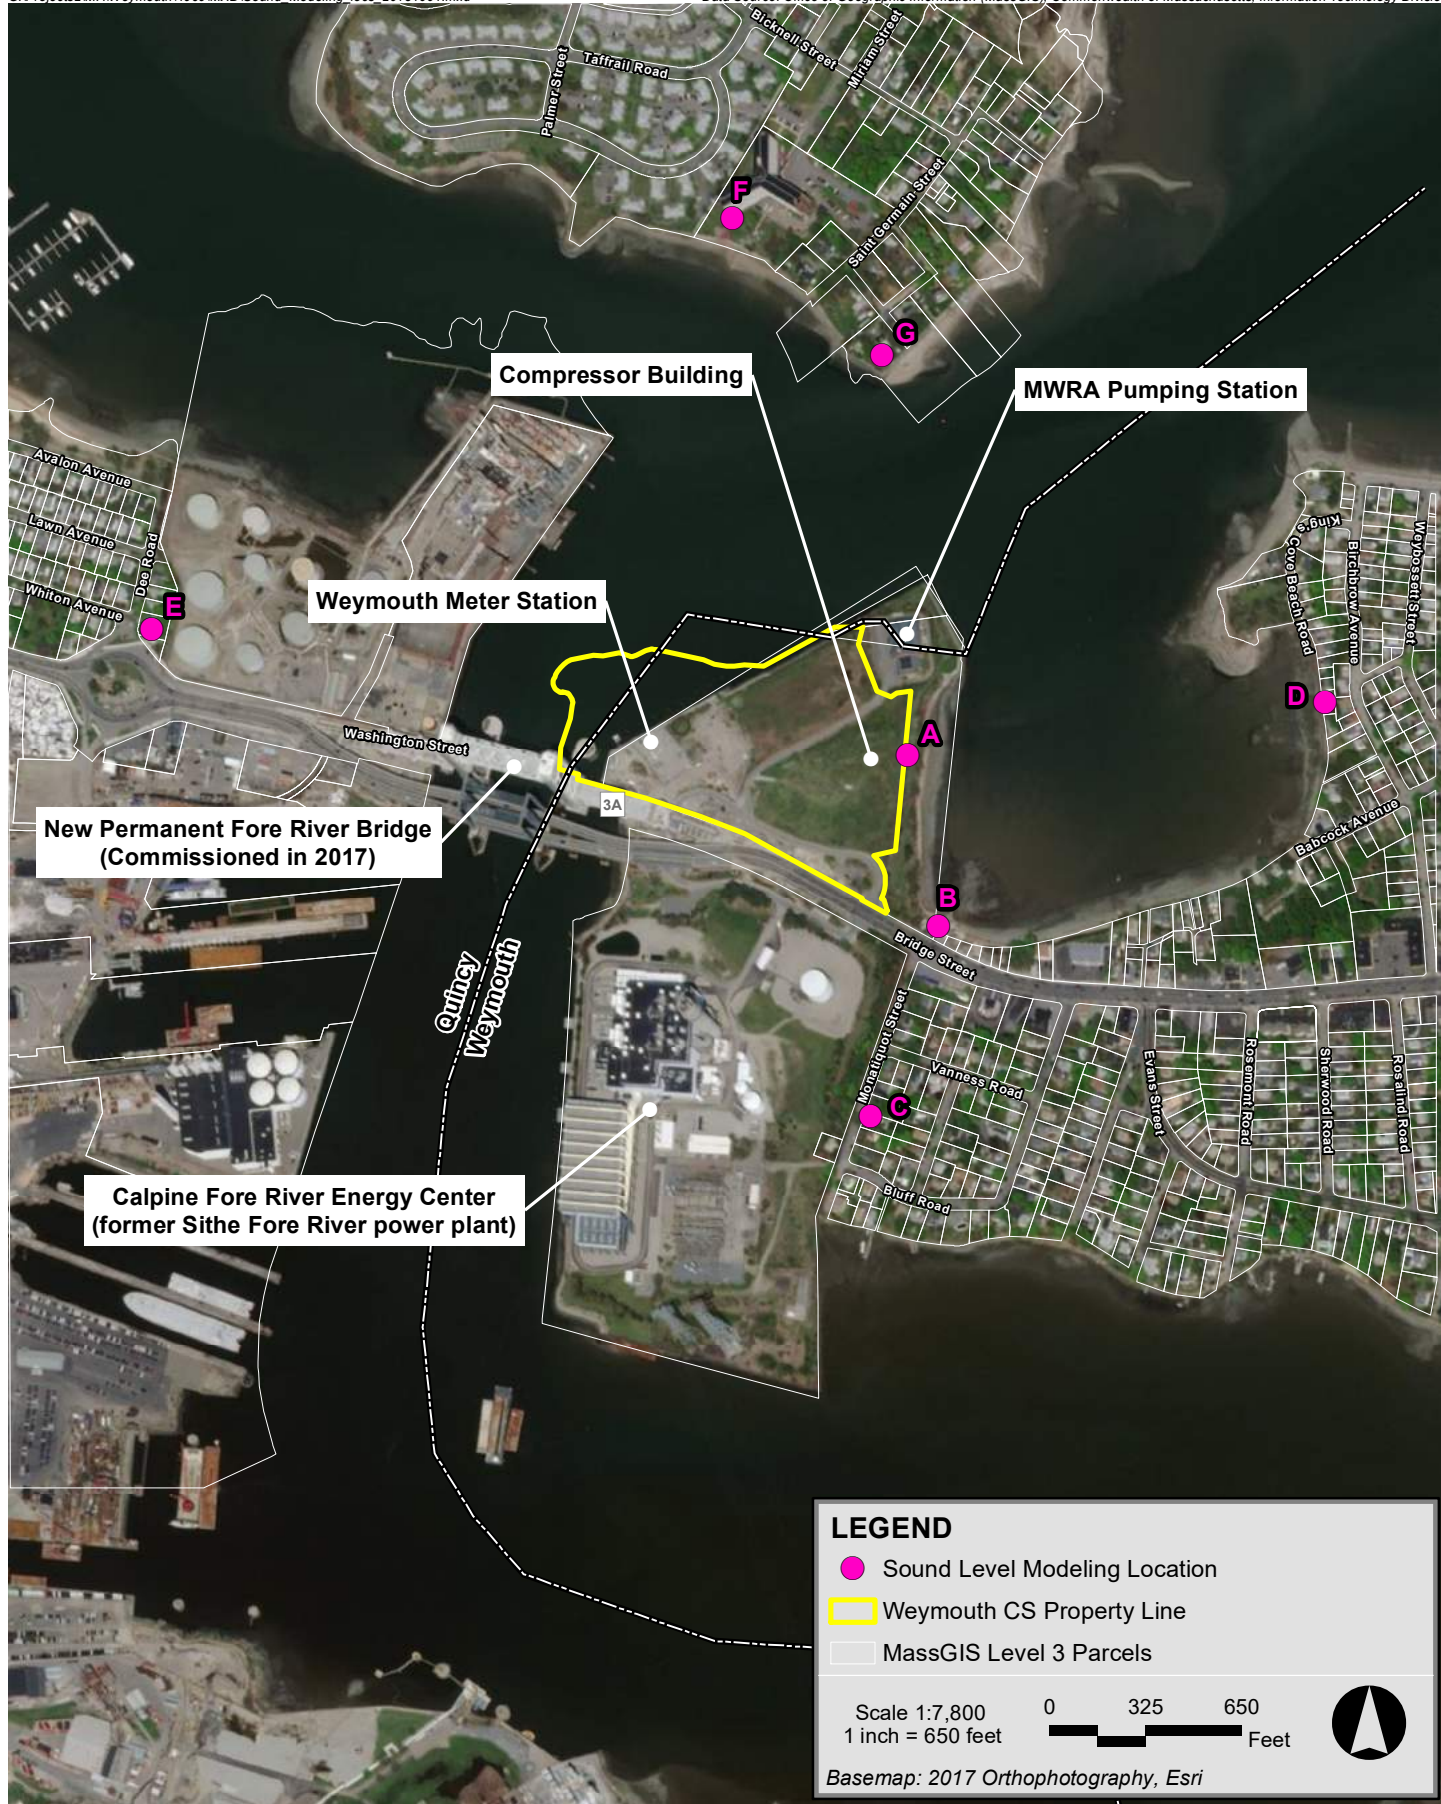 Bicknell Street
Miriam Street
Taffrail Road
Palmer Street
F
Saint Germain Street
G
Compressor Building
MWRA Pumping Station
Avalon Avenue
Lawn Avenue
Dee Road
Whiton Avenue
E
Weymouth Meter Station
King's
Cove Beach Road
Birchbrow Avenue
Weybossett Street
D
A
Washington Street
3A
New Permanent Fore River Bridge
(Commissioned in 2017)
Babcock Avenue
B
Bridge Street
Quincy
Weymouth
Monatiquot Street
Vanness Road
C
Evans Street
Rosemont Road
Sherwood Road
Rosalind Road
Bluff Road
Calpine Fore River Energy Center
(former Sithe Fore River power plant)
LEGEND
Sound Level Modeling Location
Weymouth CS Property Line
MassGIS Level 3 Parcels
Scale 1:7,800
1 inch = 650 feet
0 325 650
Feet
Basemap: 2017 Orthophotography, Esri